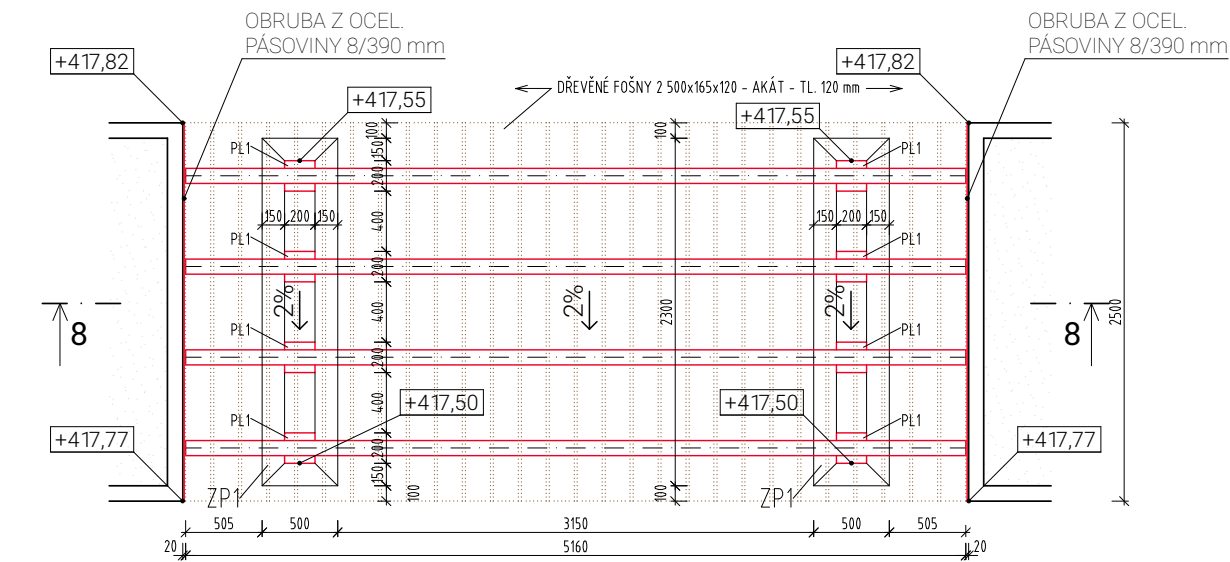 OBRUBA Z OCEL.
PÁSOVINY 8/390 mm
OBRUBA Z OCEL.
PÁSOVINY 8/390 mm
+417,82
+417,82
DŘEVĚNÉ FOŠNY 2 500x165x120 - AKÁT - TL. 120 mm
+417,55
+417,55
100
100
PL1
150
PL1
200
150 200 150
400
150 200 150
PL1
PL1
200
2%
2%
2%
400
2300
2500
8
8
PL1
PL1
200
400
+417,50
+417,50
PL1
PL1
+417,77
+417,77
200
150
ZP1
100
100
ZP1
505
500
3150
500
505
20
5160
20